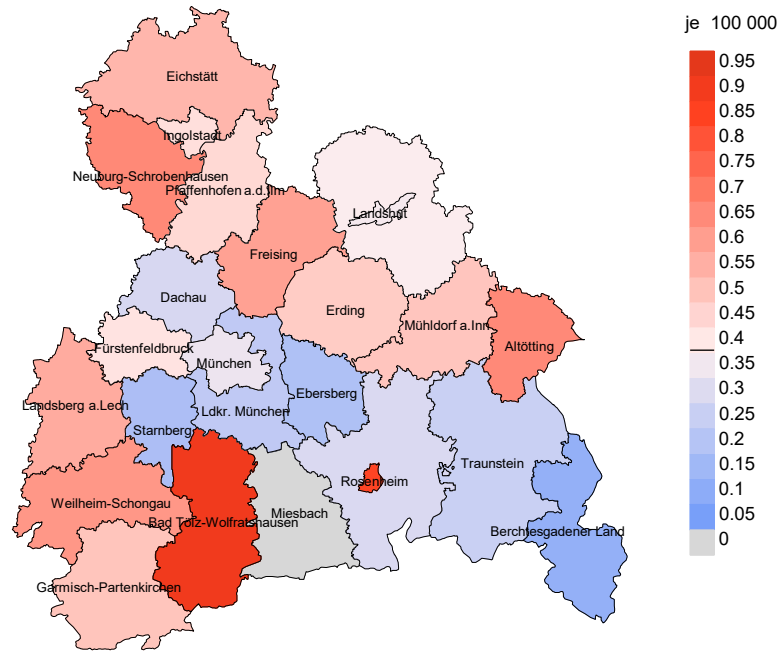 je 100 000
0.95
0.9
0.85
0.8
0.75
0.7
0.65
0.6
0.55
0.5
0.45
0.4
0.35
0.3
0.25
0.2
0.15
0.1
0.05
0
Eichstätt
Ingolstadt
Neuburg-Schrobenhausen
Pfaffenhofen a.d.Ilm
Landshut
Freising
Dachau
Erding
Mühldorf a.Inn
Altötting
Fürstenfeldbruck
München
Ebersberg
Landsberg a.Lech
Ldkr. München
Starnberg
Traunstein
Rosenheim
Weilheim-Schongau
Miesbach
Bad Tölz-Wolfratshausen
Berchtesgadener Land
Garmisch-Partenkirchen